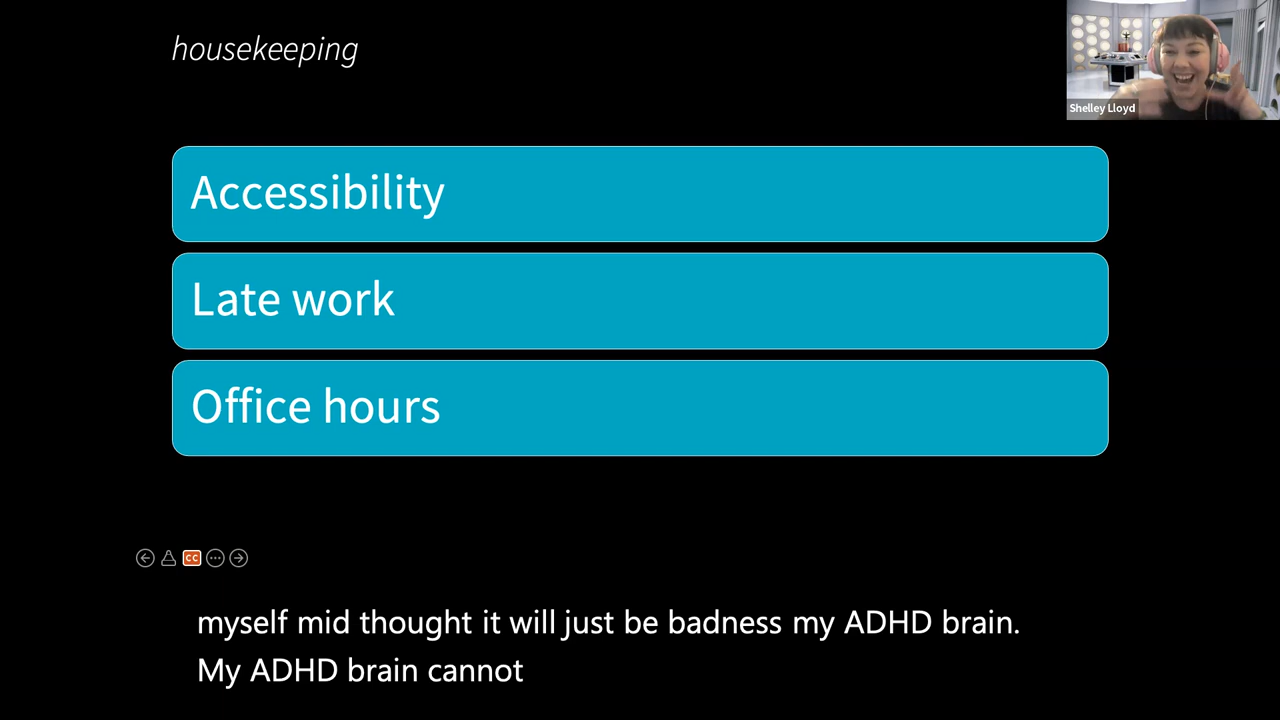 housekeeping
Shelley Lloyd
Accessibility
Late work
Office hours
CC
myself mid thought it will just be badness my ADHD brain.
My ADHD brain cannot